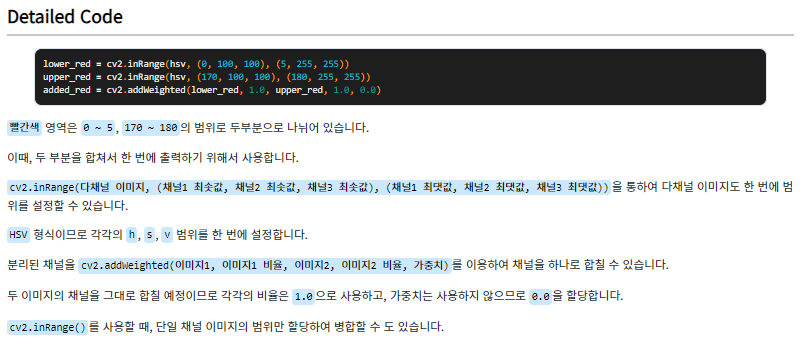 Detailed Code
lower_red = cv2.inRange(hsv, (0, 100, 100), (5, 255, 255))
upper_red = cv2.inRange(hsv, (170, 100, 100), (180, 255, 255))
added_red = cv2.addWeighted(lower_red, 1.0, upper_red, 1.0, 0.0)
빨간색 영역은 0 ~ 5, 170 ~ 180의 범위로 두부분으로 나뉘어 있습니다.
이때, 두 부분을 합쳐서 한 번에 출력하기 위해서 사용합니다.
cv2.inRange(다채널 이미지, (채널1 최솟값, 채널2 최솟값, 채널3 최솟값), (채널1 최댓값, 채널2 최댓값, 채널3 최댓값))을 통하여 다채널 이미지도 한 번에 범
위를 설정할 수 있습니다.
HSV 형식이므로 각각의 h, s, v 범위를 한 번에 설정합니다.
분리된 채널을 cv2.addWeighted(이미지1, 이미지1 비율, 이미지2, 이미지2 비율, 가중치)를 이용하여 채널을 하나로 합칠 수 있습니다.
두 이미지의 채널을 그대로 합칠 예정이므로 각각의 비율은 1.0으로 사용하고, 가중치는 사용하지 않으므로 0.0을 할당합니다.
cv2.inRange()를 사용할 때, 단일 채널 이미지의 범위만 할당하여 병합할 수 도 있습니다.